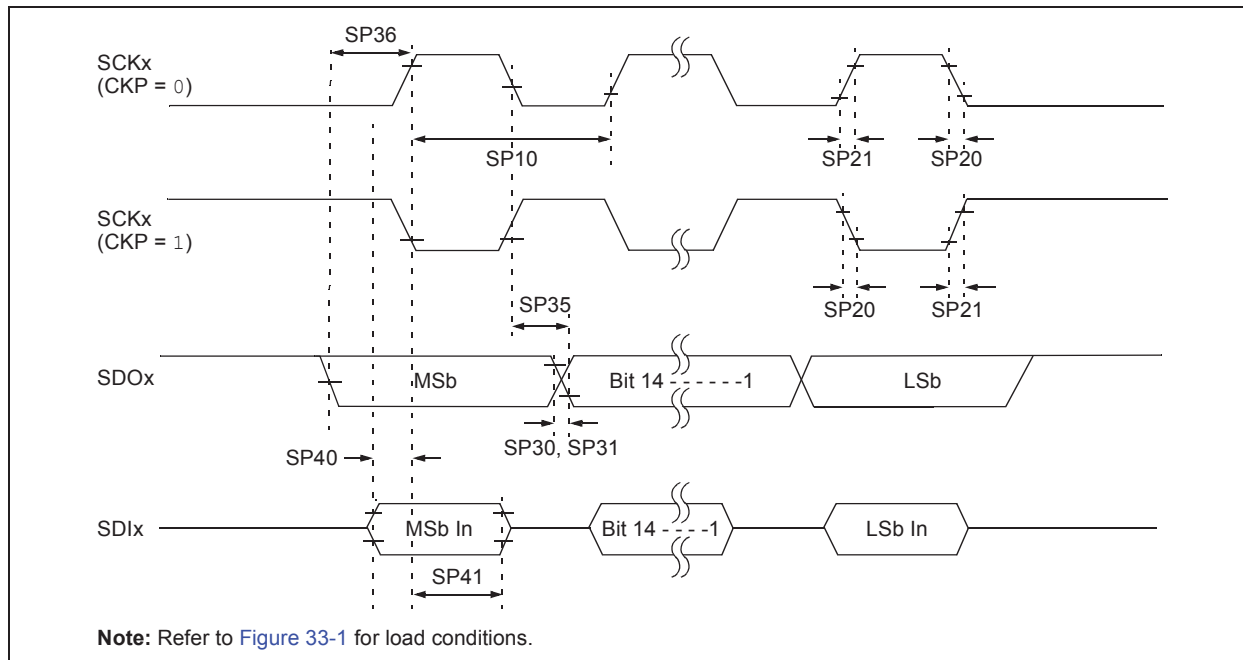 SP36
SCKx
(CKP = 0)
SP10
SP21
SP20
SCKx
(CKP = 1)
SP35
SP20
SP21
SDOx
MSb
Bit 14 - - - - - -1
LSb
SP30, SP31
SP40
SDIx
MSb In
Bit 14 - - - -1
LSb In
SP41
Note: Refer to Figure 33-1 for load conditions.